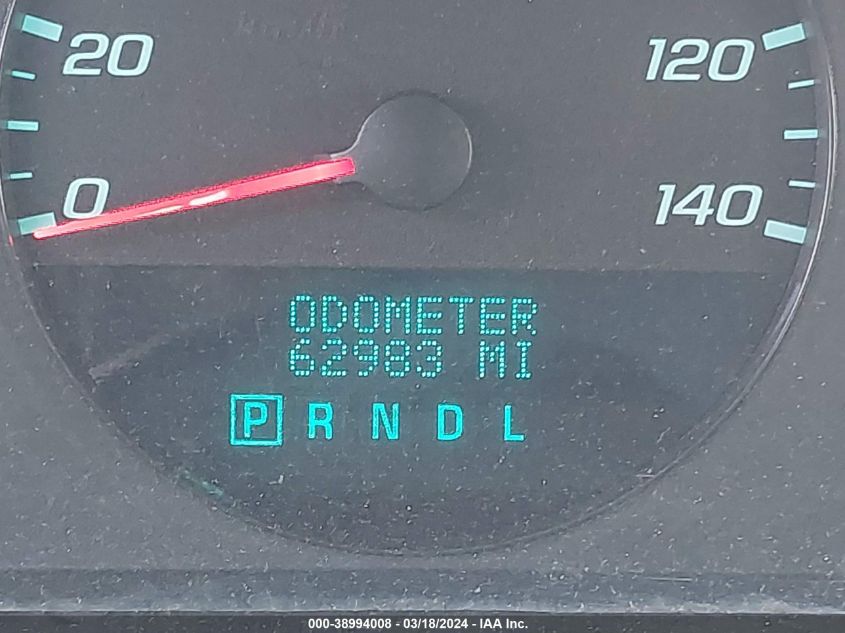 20
120
0
140
ODOMETER
62983 MI
P R N D L
000-38994008 - 03/18/2024 - IAA Inc.